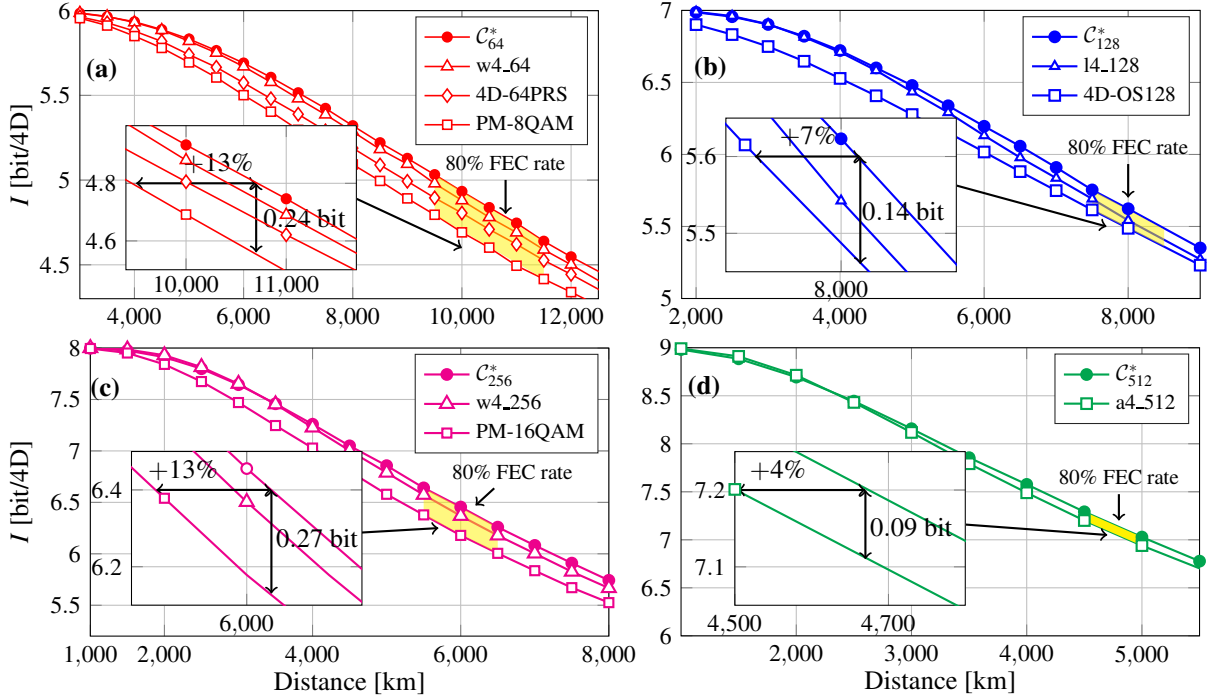 6
5.5
5
4.5
I [bit/4D]
(a)
C*64
w4_64
4D-64PRS
PM-8QAM
80% FEC rate
+13%
0.24 bit
4.8
4.6
10,000
11,000
4,000
6,000
8,000
10,000
12,000
7
6.5
6
5.5
5
(b)
C*128
l4_128
4D-OS128
80% FEC rate
+7%
0.14 bit
5.6
5.5
8,000
2,000
4,000
6,000
8,000
8
7.5
7
6.5
6
5.5
I [bit/4D]
(c)
C*256
w4_256
PM-16QAM
80% FEC rate
+13%
0.27 bit
6.4
6.2
6,000
1,000
2,000
4,000
6,000
8,000
Distance [km]
9
8.5
8
7.5
7
6.5
6
(d)
C*512
a4_512
80% FEC rate
+4%
0.09 bit
7.2
7.1
4,500
4,700
2,000
3,000
4,000
5,000
Distance [km]